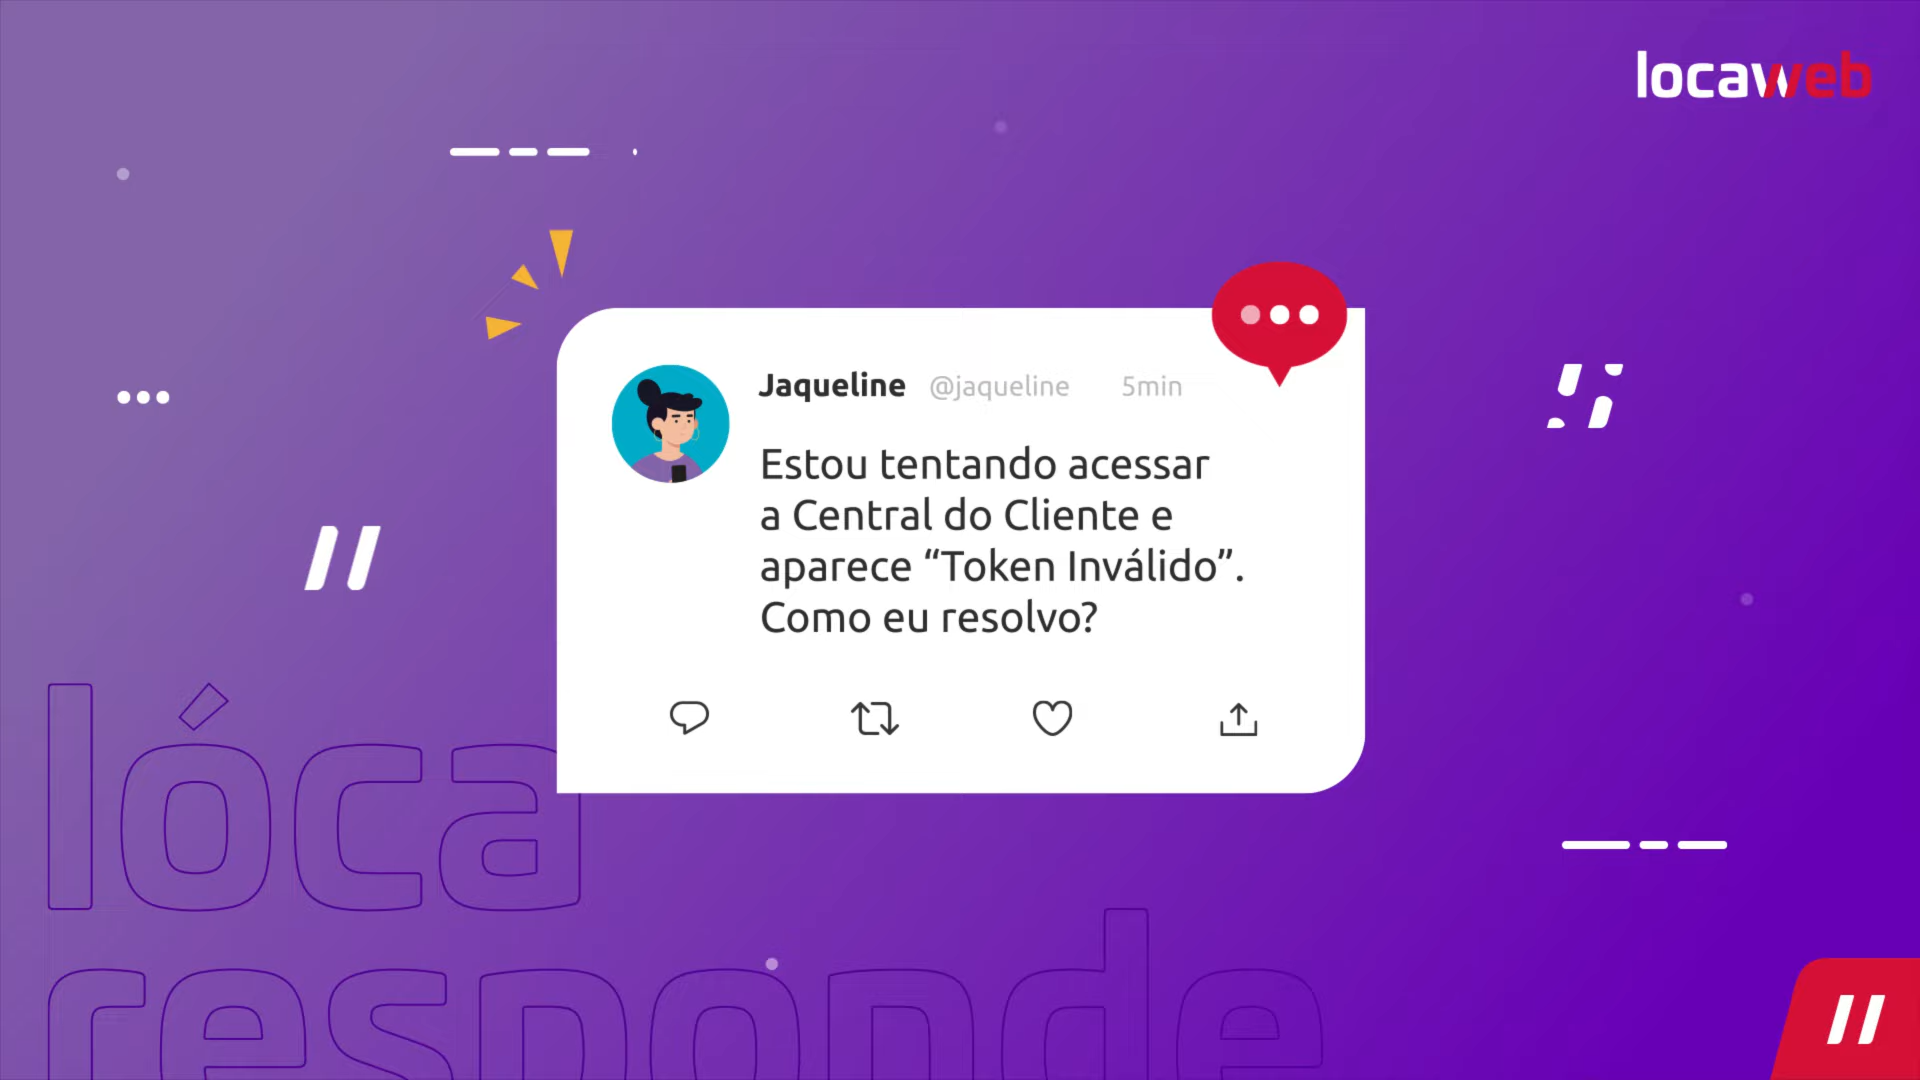 locaweb
Jaqueline @jaqueline 5min
Estou tentando acessar
a Central do Cliente e
aparece “Token Inválido”.
Como eu resolvo?
lóca
responde